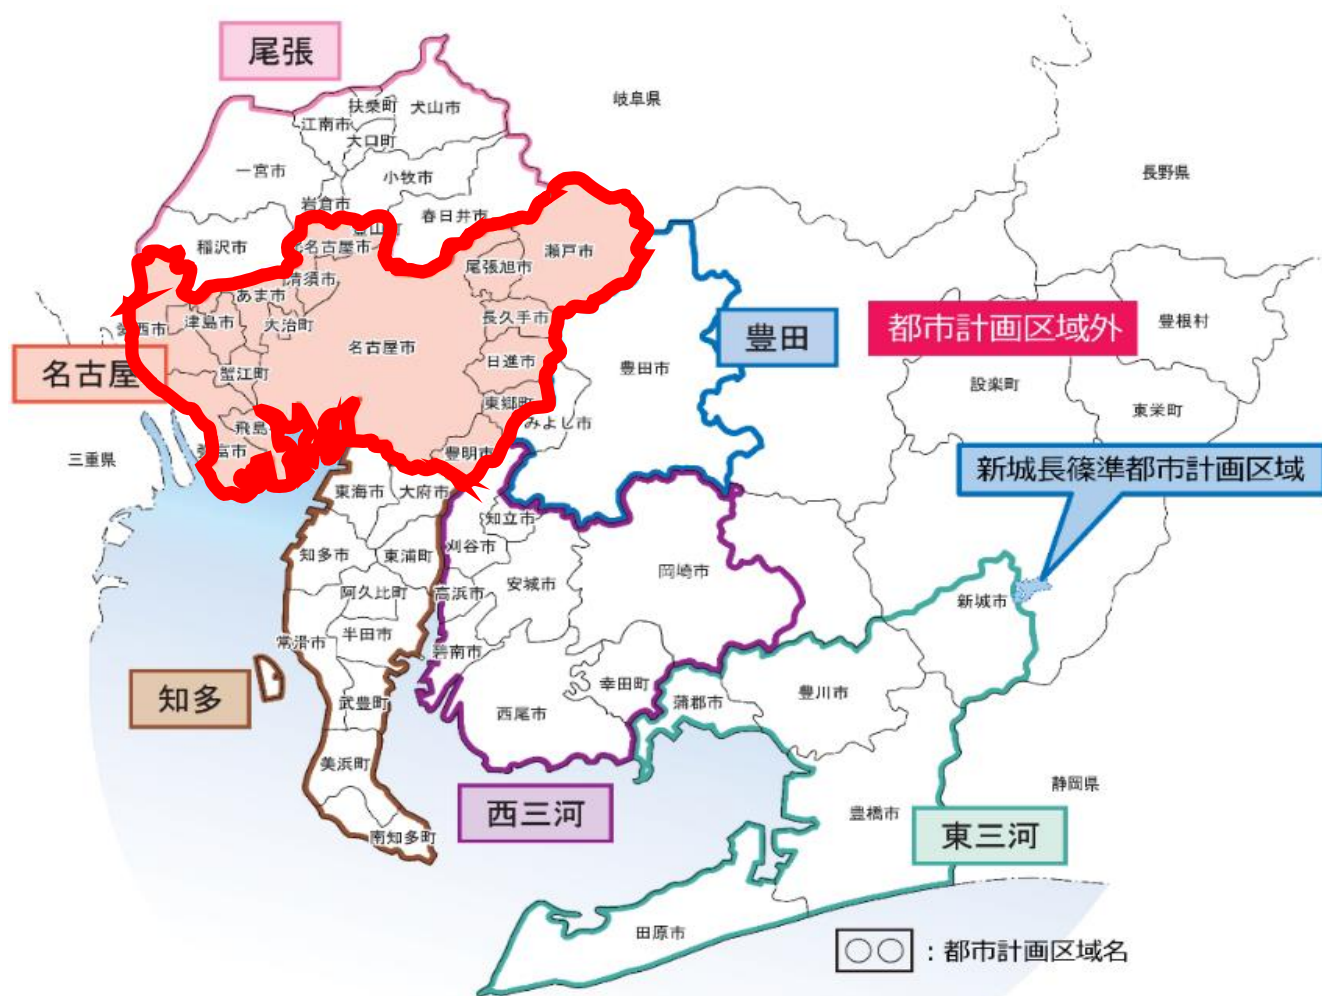 尾張
岐阜県
扶桑町
犬山市
江南市
大口町
一宮市
小牧市
長野県
岩倉市
春日井市
稲沢市
名古屋市
瀬戸市
尾張旭市
清須市
あま市
津島市
大治町
長久手市
豊根村
都市計画区域外
豊田
名古屋市
日進市
豊田市
名古屋
蟹江町
設楽町
東郷町
東栄町
みよし市
飛島
三重県
豊明市
新城長篠準都市計画区域
東海市
大府市
知立市
刈谷市
知多市
東浦町
岡崎市
安城市
阿久比町
高浜市
新城市
半田市
常滑市
碧南市
幸田町
豊川市
知多
武豊町
蒲郡市
西尾市
美浜町
静岡県
西三河
豊橋市
東三河
南知多町
田原市
○○：都市計画区域名